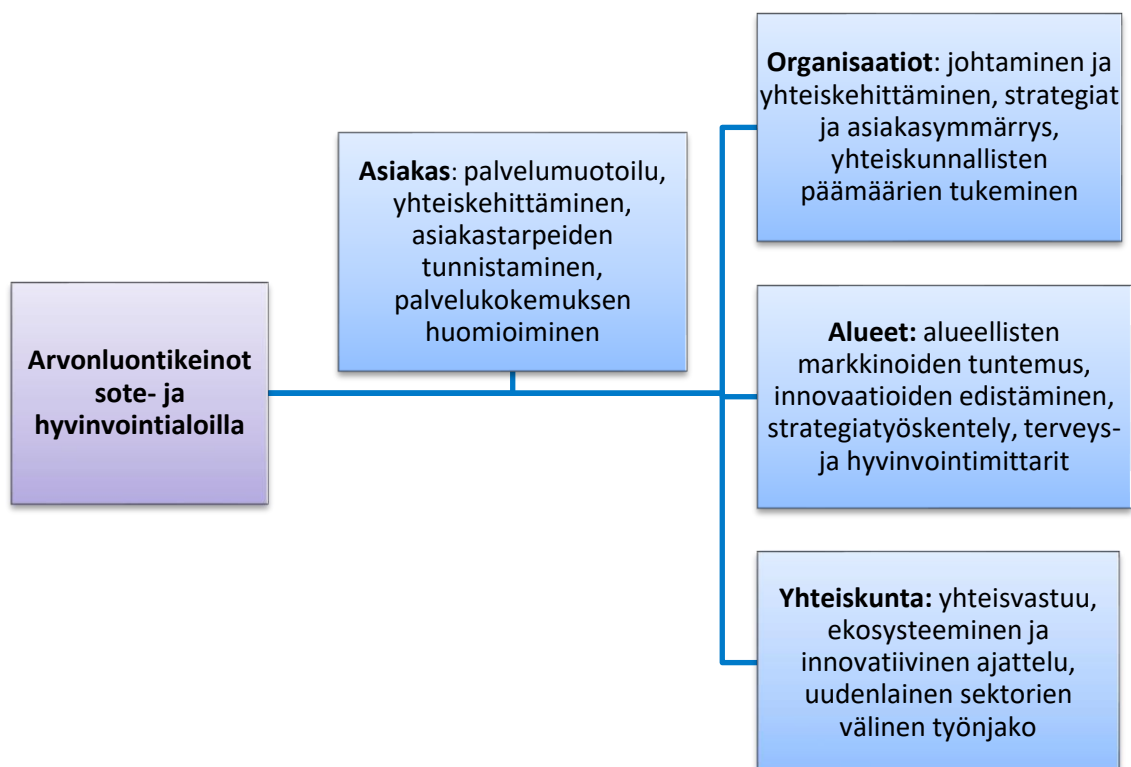 Arvonluontikeinot
sote- ja
hyvinvointialoilla
Asiakas: palvelumuotoilu,
yhteiskehittäminen,
asiakastarpeiden
tunnistaminen,
palvelukokemuksen
huomioiminen
Organisaatiot: johtaminen ja
yhteiskehittäminen, strategiat
ja asiakasymmärrys,
yhteiskunnallisten
päämäärien tukeminen
Alueet: alueellisten
markkinoiden tuntemus,
innovaatioiden edistäminen,
strategiatyöskentely, terveys-
ja hyvinvointimittarit
Yhteiskunta: yhteisvastuu,
ekosysteeminen ja
innovatiivinen ajattelu,
uudenlainen sektorien
välinen työnjako